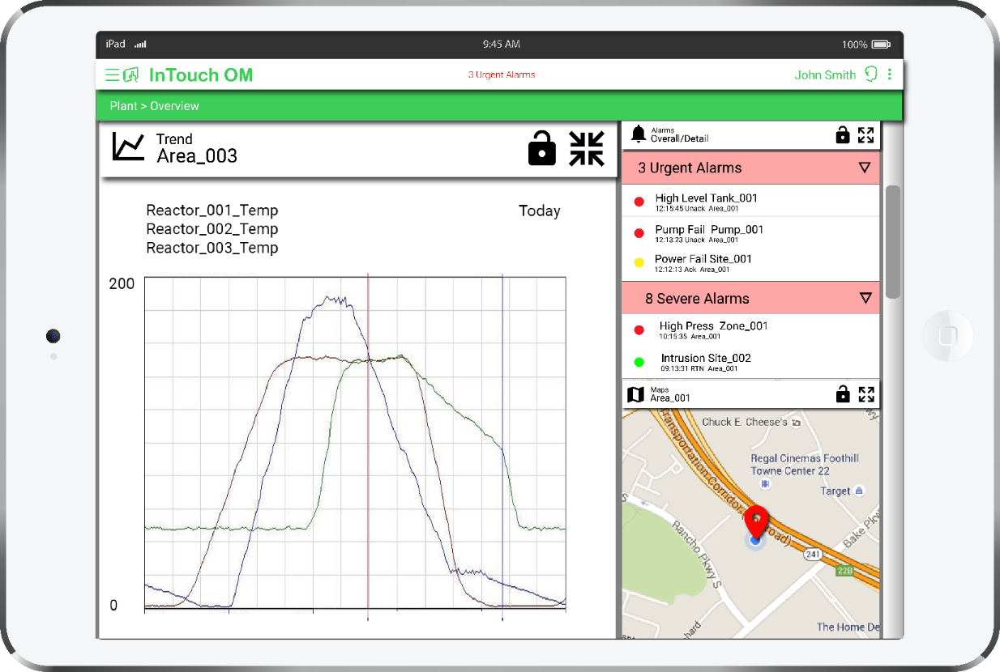 iPad
9:45 AM
100%
InTouch OM
3 Urgent Alarms
John Smith
Plant > Overview
Trend
Area_003
Reactor_001_Temp
Reactor_002_Temp
Reactor_003_Temp
Today
200
0
Alarms
Overall/Detail
3 Urgent Alarms
High Level Tank_001
12:15:45 Unack Area_001
Pump Fail Pump_001
12:13:23 Unack Area_001
Power Fail Site_001
12:12:13 Ack Area_001
8 Severe Alarms
High Press Zone_001
10:15:35 Area_001
Intrusion Site_002
09:13:31 RTN Area_001
Maps
Area_001
Chuck E. Cheese's
Regal Cinemas Foothill
Towne Center 22
Target
Transportation Corridor
road)
Rancho Pkwy S
Bake Pkwy
241
22B
The Home De